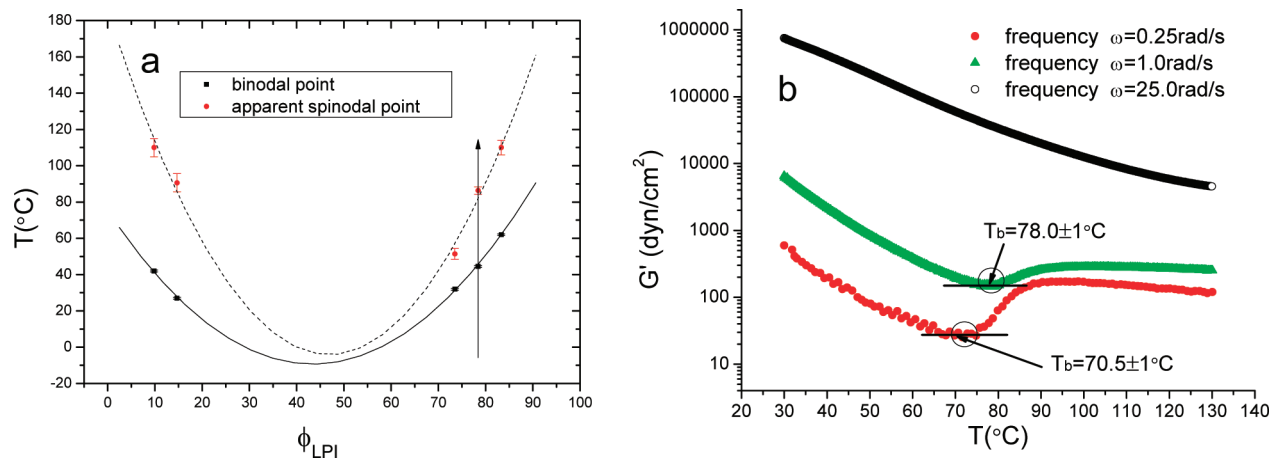 180
160
140
120
100
80
60
40
20
0
-20
T(°C)
a
binodal point
apparent spinodal point
0 10 20 30 40 50 60 70 80 90 100
ϕLPI
1000000
100000
10000
1000
100
10
G' (dyn/cm²)
b
frequency ω=0.25rad/s
frequency ω=1.0rad/s
frequency ω=25.0rad/s
Tb=78.0±1°C
Tb=70.5±1°C
20 30 40 50 60 70 80 90 100 110 120 130 140
T(°C)